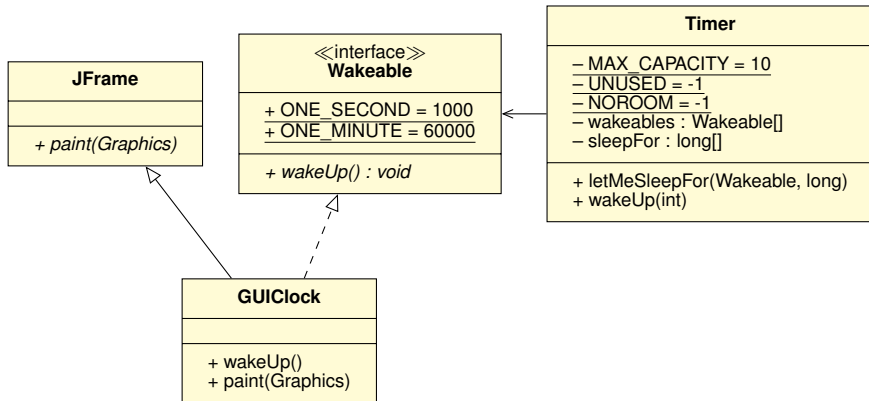 JFrame
+ paint(Graphics)
≪interface≫
Wakeable
+ ONE_SECOND = 1000
+ ONE_MINUTE = 60000
+ wakeUp() : void
Timer
– MAX_CAPACITY = 10
– UNUSED = -1
– NOROOM = -1
– wakeables : Wakeable[]
– sleepFor : long[]
+ letMeSleepFor(Wakeable, long)
+ wakeUp(int)
GUIClock
+ wakeUp()
+ paint(Graphics)